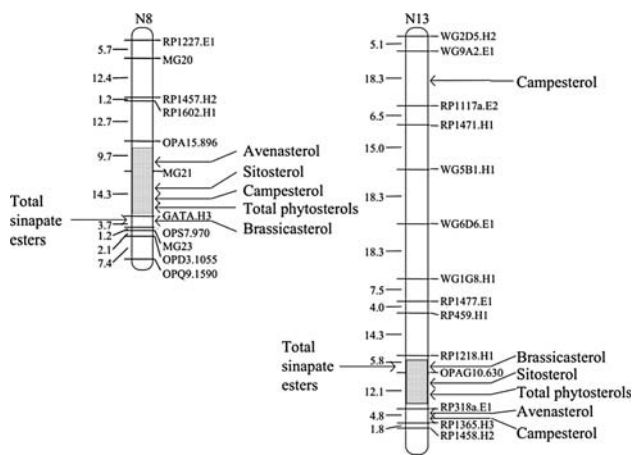 N8
RP1227.E1
5.7
MG20
12.4
RP1457.H2
1.2
RP1602.H1
12.7
OPA15.896
9.7
Avenasterol
MG21
Sitosterol
14.3
Campesterol
Total phytosterols
GATA.H3
Total
sinapate
esters
3.7
Brassicasterol
OPS7.970
1.2
MG23
2.1
OPD3.1055
7.4
OPQ9.1590
N13
WG2D5.H2
5.1
WG9A2.E1
18.3
Campesterol
RP1117a.E2
6.5
RP1471.H1
15.0
WG5B1.H1
18.3
WG6D6.E1
18.3
WG1G8.H1
7.5
RP1477.E1
4.0
RP459.H1
14.3
RP1218.H1
Total
sinapate
esters
5.8
Brassicasterol
OPAG10.630
Sitosterol
12.1
Total phytosterols
RP318a.E1
4.8
Avenasterol
RP1365.H3
1.8
Campesterol
RP1458.H2